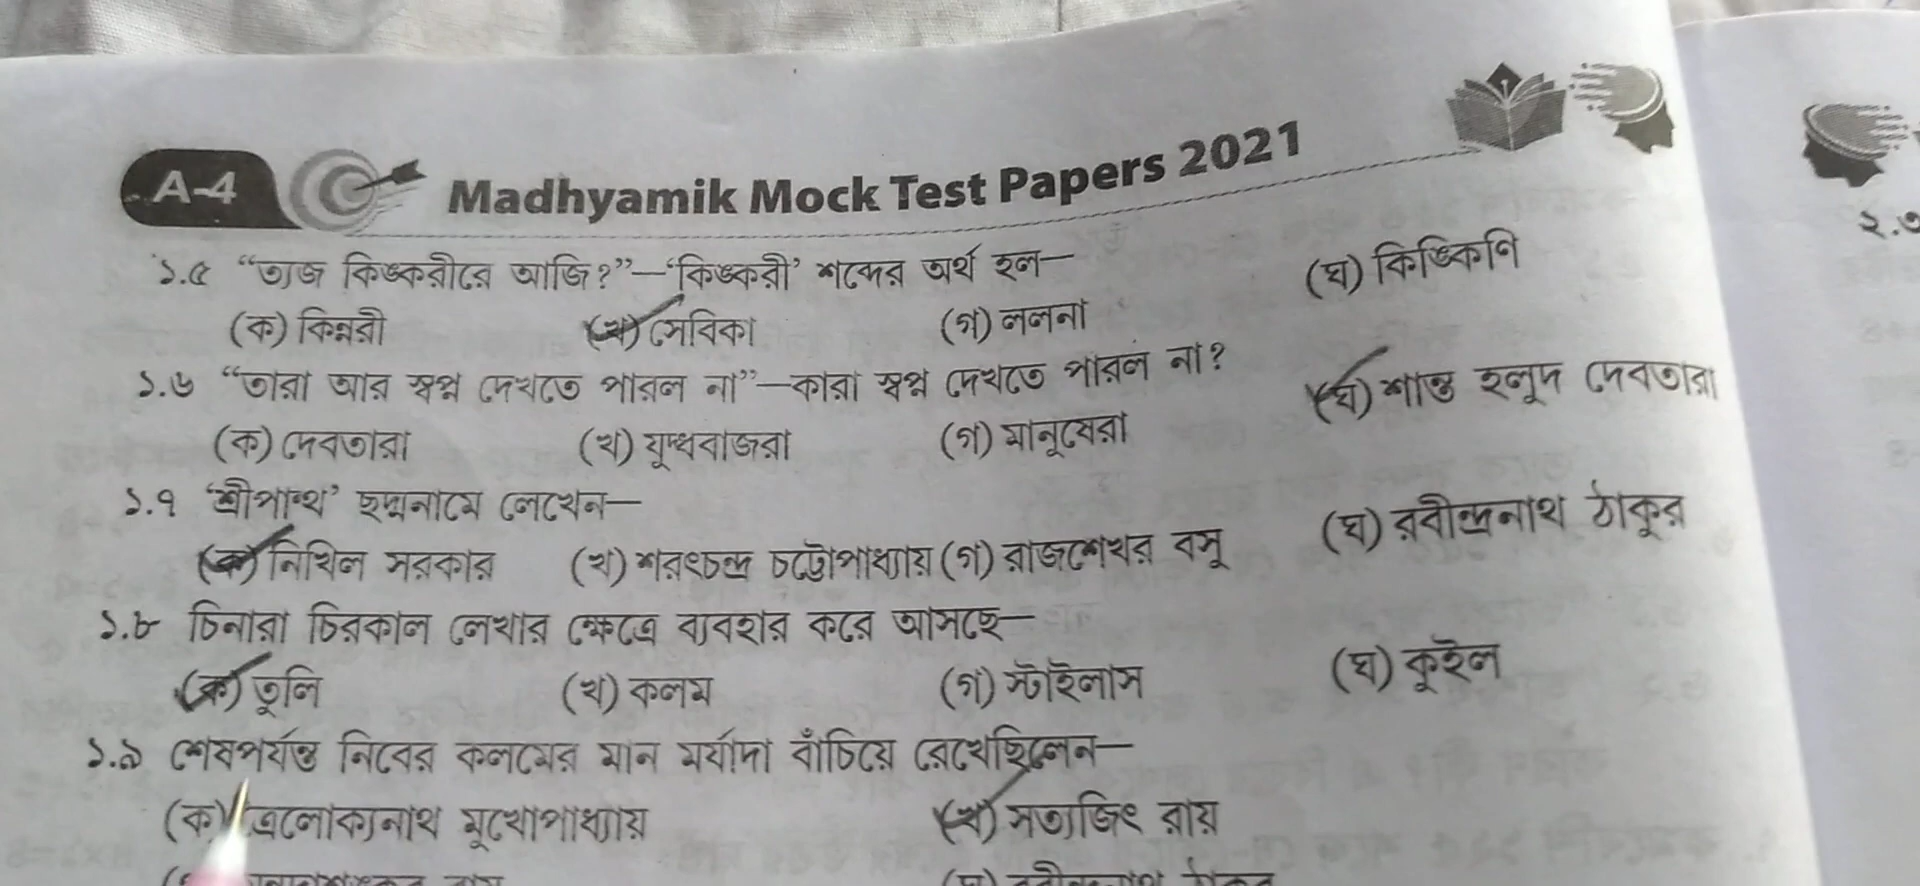 A-4
Madhyamik Mock Test Papers 2021
১.৫ “ত্যজ কিঙ্করীরে আজি?”—‘কিঙ্করী’ শব্দের অর্থ হল—
(ক) কিন্নরী (খ) সেবিকা (গ) ললনা (ঘ) কিঙ্কিণি
১.৬ “তারা আর স্বপ্ন দেখতে পারল না”—কারা স্বপ্ন দেখতে পারল না?
(ক) দেবতারা (খ) যুদ্ধবাজরা (গ) মানুষেরা (ঘ) শান্ত হলুদ দেবতারা
১.৭ ‘শ্রীপান্থ’ ছদ্মনামে লেখেন—
(ক) নিখিল সরকার (খ) শরৎচন্দ্র চট্টোপাধ্যায় (গ) রাজশেখর বসু (ঘ) রবীন্দ্রনাথ ঠাকুর
১.৮ চিনারা চিরকাল লেখার ক্ষেত্রে ব্যবহার করে আসছে—
(ক) তুলি (খ) কলম (গ) স্টাইলাস (ঘ) কুইল
১.৯ শেষপর্যন্ত নিবের কলমের মান মর্যাদা বাঁচিয়ে রেখেছিলেন—
(ক) ত্রৈলোক্যনাথ মুখোপাধ্যায় (খ) সত্যজিৎ রায়
রায় (ঘ) রবীন্দ্রনাথ ঠাকুর